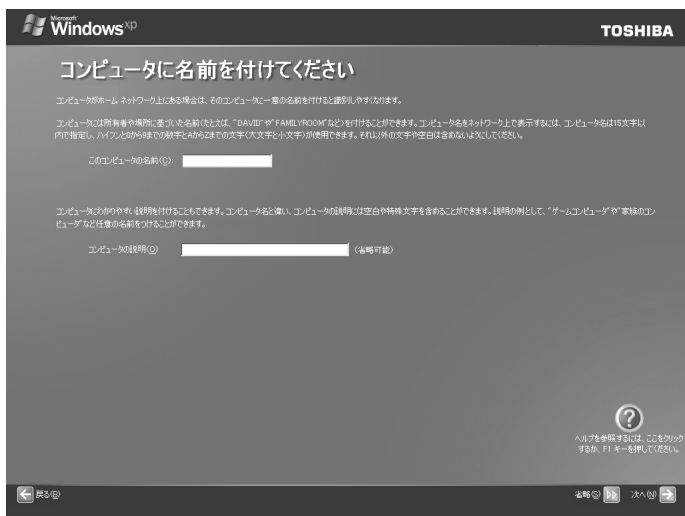 Microsoft
Windows xp
TOSHIBA
コンピュータに名前を付けてください
コンピュータがホーム ネットワーク上にある場合は、そのコンピュータに一意の名前を付けると識別しやすくなります。
コンピュータには所有者や場所に基づいた名前(たとえば、"DAVID" や "FAMILYROOM" など)を付けることができます。コンピュータ名をネットワーク上で表示するには、コンピュータ名は15文字以
内で指定し、ハイフンと0から9までの数字とAからZまでの文字(大文字と小文字)が使用できます。それ以外の文字や空白は含めないようにしてください。
このコンピュータの名前(C):
コンピュータにわかりやすい説明を付けることもできます。コンピュータ名と違い、コンピュータの説明には空白や特殊文字を含めることができます。説明の例として、"ゲームコンピュータ" や "家族のコン
ピュータ" など任意の名前をつけることができます。
コンピュータの説明(O)
(省略可能)
ヘルプを参照するには、ここをクリック
するか、F1 キーを押してください。
戻る(B)
省略(S)
次へ(N)